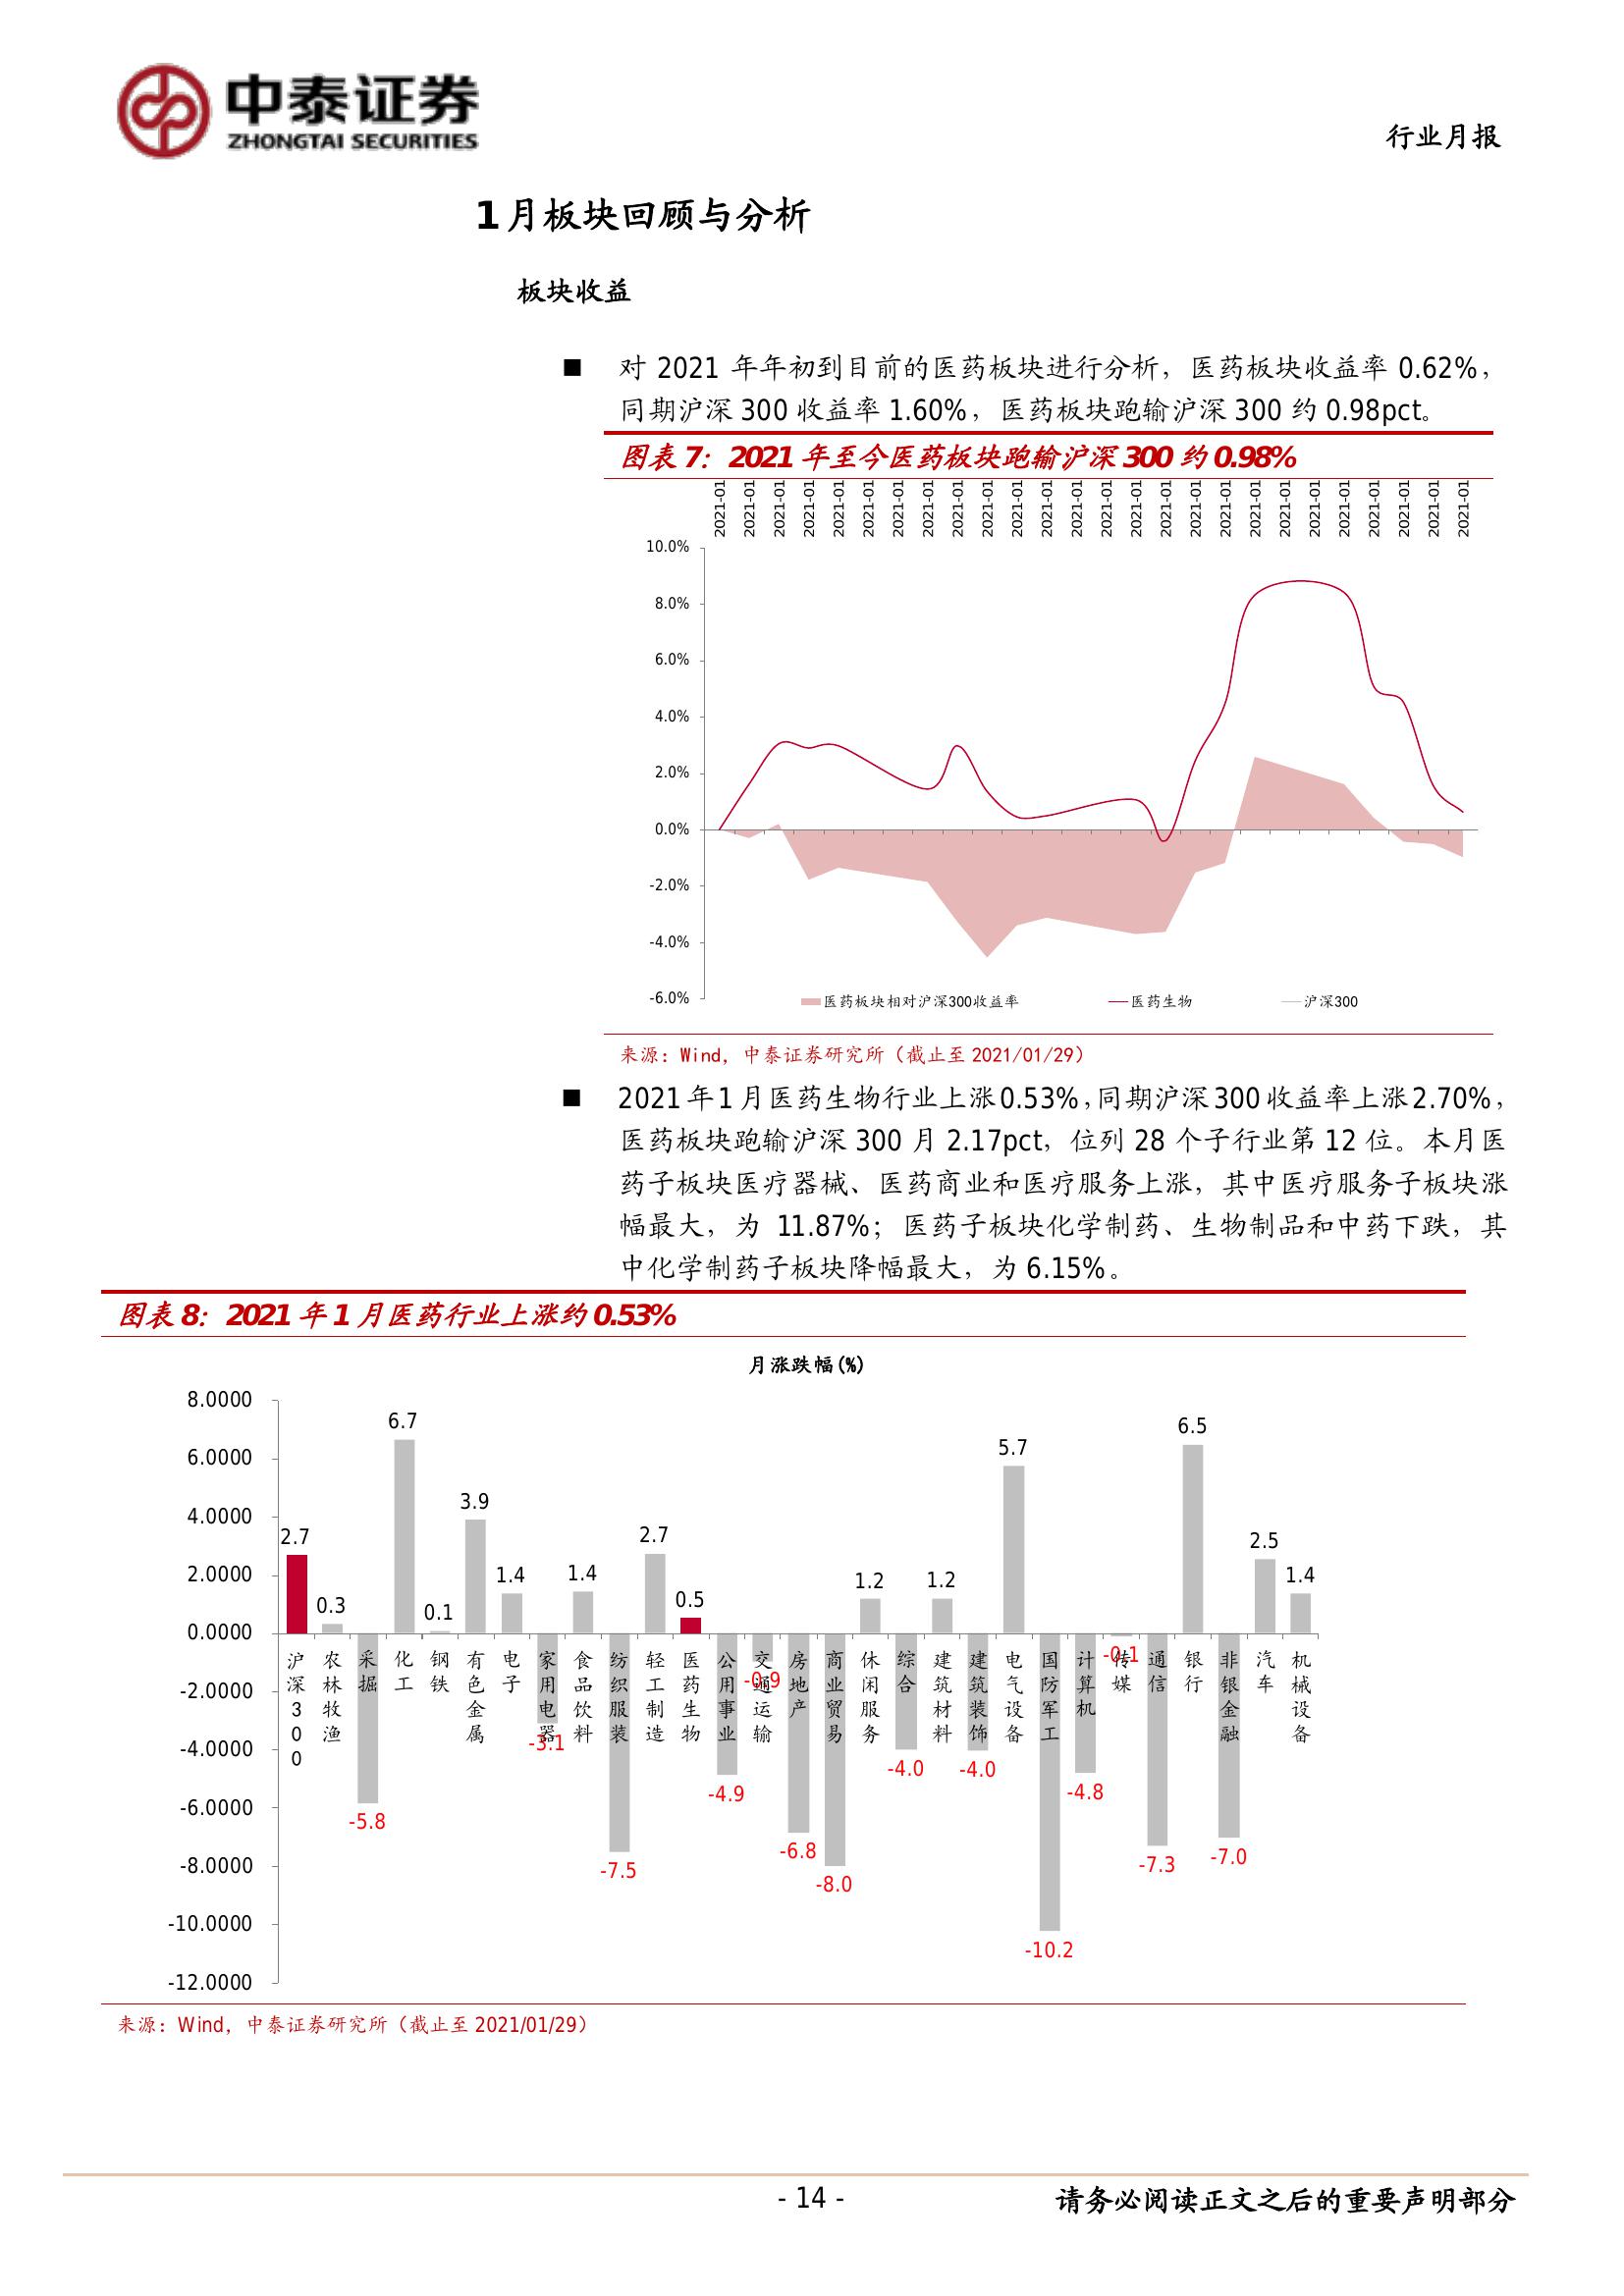 中泰证券
ZHONGTAI SECURITIES
行业月报
1 月板块回顾与分析
板块收益
■ 对 2021 年年初到目前的医药板块进行分析，医药板块收益率 0.62%，
同期沪深 300 收益率 1.60%，医药板块跑输沪深 300 约 0.98pct。
图表 7：2021 年至今医药板块跑输沪深 300 约 0.98%
2021-01 2021-01 2021-01 2021-01 2021-01 2021-01 2021-01 2021-01 2021-01 2021-01 2021-01 2021-01 2021-01 2021-01 2021-01 2021-01 2021-01 2021-01 2021-01 2021-01 2021-01 2021-01 2021-01 2021-01 2021-01 2021-01
10.0%
8.0%
6.0%
4.0%
2.0%
0.0%
-2.0%
-4.0%
-6.0%
医药板块相对沪深300收益率 医药生物 沪深300
来源：Wind，中泰证券研究所（截止至 2021/01/29）
■ 2021 年 1 月医药生物行业上涨 0.53%，同期沪深 300 收益率上涨 2.70%，
医药板块跑输沪深 300 月 2.17pct，位列 28 个子行业第 12 位。本月医
药子板块医疗器械、医药商业和医疗服务上涨，其中医疗服务子板块涨
幅最大，为 11.87%；医药子板块化学制药、生物制品和中药下跌，其
中化学制药子板块降幅最大，为 6.15%。
图表 8：2021 年 1 月医药行业上涨约 0.53%
月涨跌幅(%)
8.0000
6.0000
4.0000
2.0000
0.0000
-2.0000
-4.0000
-6.0000
-8.0000
-10.0000
-12.0000
2.7 0.3 -5.8 6.7 0.1 3.9 1.4 -3.1 1.4 -7.5 2.7 0.5 -4.9 -0.9 -6.8 -8.0 1.2 -4.0 1.2 -4.0 5.7 -10.2 -4.8 -0.1 -7.3 6.5 -7.0 2.5 1.4
沪深300 农林牧渔 采掘 化工 钢铁 有色金属 电子 家用电器 食品饮料 纺织服装 轻工制造 医药生物 公用事业 交通运输 房地产 商业贸易 休闲服务 综合 建筑材料 建筑装饰 电气设备 国防军工 计算机 传媒 通信 银行 非银金融 汽车 机械设备
来源：Wind，中泰证券研究所（截止至 2021/01/29）
- 14 -
请务必阅读正文之后的重要声明部分